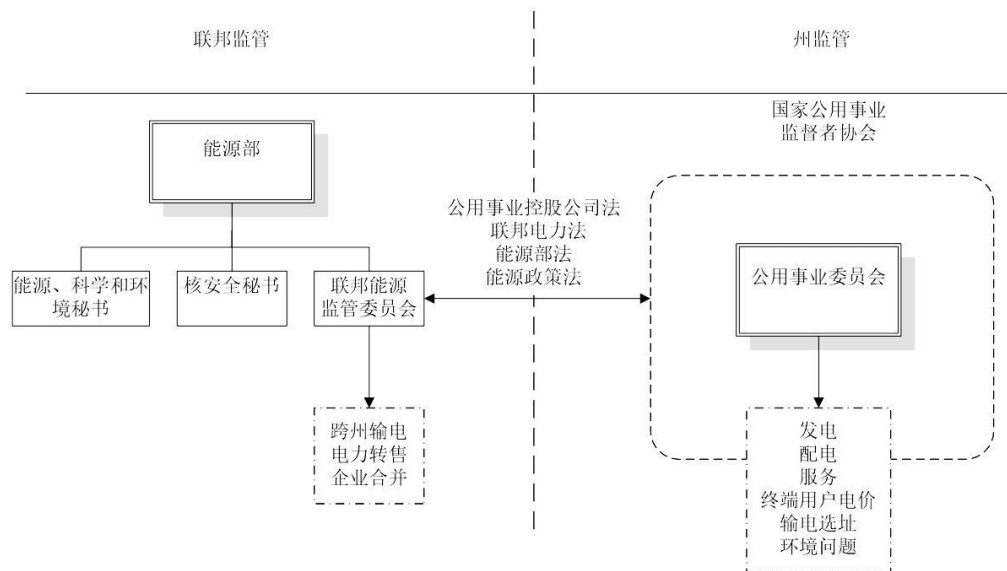 联邦监管
州监管
国家公用事业
监督者协会
能源部
公用事业控股公司法
联邦电力法
能源部法
能源政策法
能源、科学和环
境秘书
核安全秘书
联邦能源
监管委员会
公用事业委员会
跨州输电
电力转售
企业合并
发电
配电
服务
终端用户电价
输电选址
环境问题